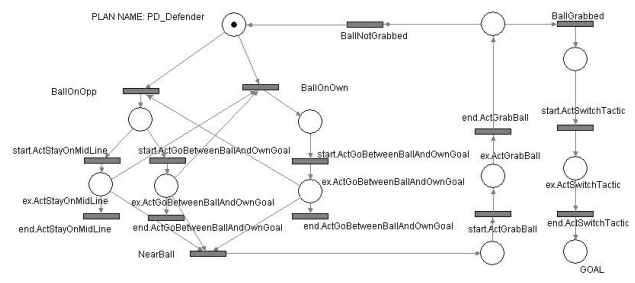 PLAN NAME: PD_Defender
BallNotGrabbed
BallGrabbed
BallOnOpp
BallOnOwn
start.ActSwitchTactic
end.ActGrabBall
start.ActStayOnMidLine
start.ActGoBetweenBallAndOwnGoal
start.ActGoBetweenBallAndOwnGoal
ex.ActGrabBall
ex.ActGoBetweenBallAndOwnGoal
ex.ActSwitchTactic
ex.ActStayOnMidLine
ex.ActGoBetweenBallAndOwnGoal
end.ActStayOnMidLine
end.ActGoBetweenBallAndOwnGoal
end.ActGoBetweenBallAndOwnGoal
start.ActGrabBall
end.ActSwitchTactic
NearBall
GOAL